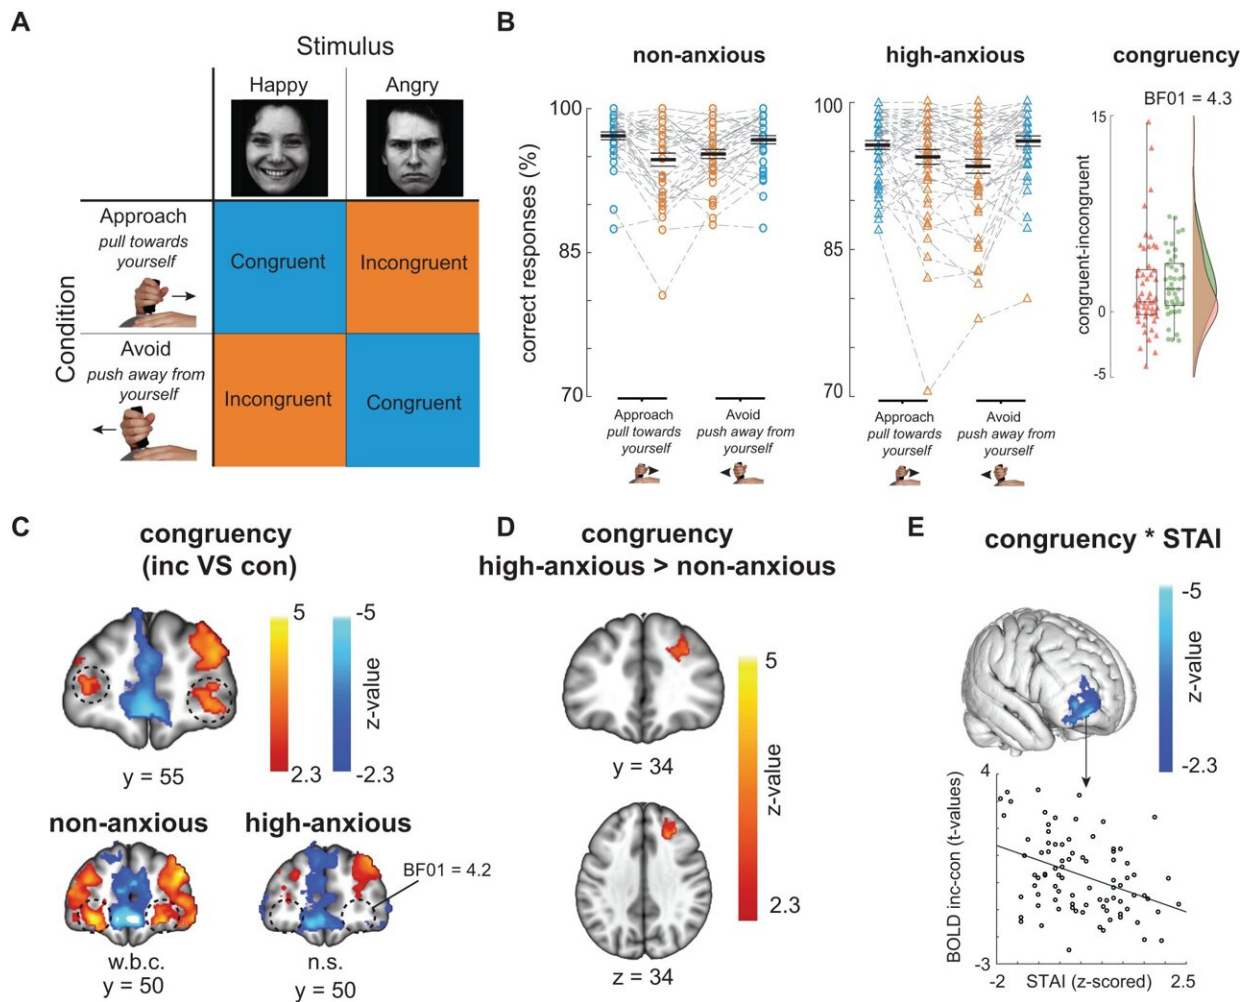 A
Stimulus
Happy
Angry
Condition
Approach
pull towards
yourself
Congruent
Incongruent
Avoid
push away from
yourself
Incongruent
Congruent
B
non-anxious
high-anxious
congruency
BF01 = 4.3
correct responses (%)
100
85
70
Approach
pull towards
yourself
Avoid
push away from
yourself
100
85
70
Approach
pull towards
yourself
Avoid
push away from
yourself
congruent-incongruent
15
0
-5
C
congruency
(inc VS con)
5
2.3
z-value
-5
-2.3
z-value
y = 55
non-anxious
high-anxious
BF01 = 4.2
w.b.c.
y = 50
n.s.
y = 50
D
congruency
high-anxious > non-anxious
y = 34
z = 34
5
z-value
2.3
E
congruency * STAI
-5
z-value
-2.3
BOLD inc-con (t-values)
4
-3
-2
STAI (z-scored)
2.5